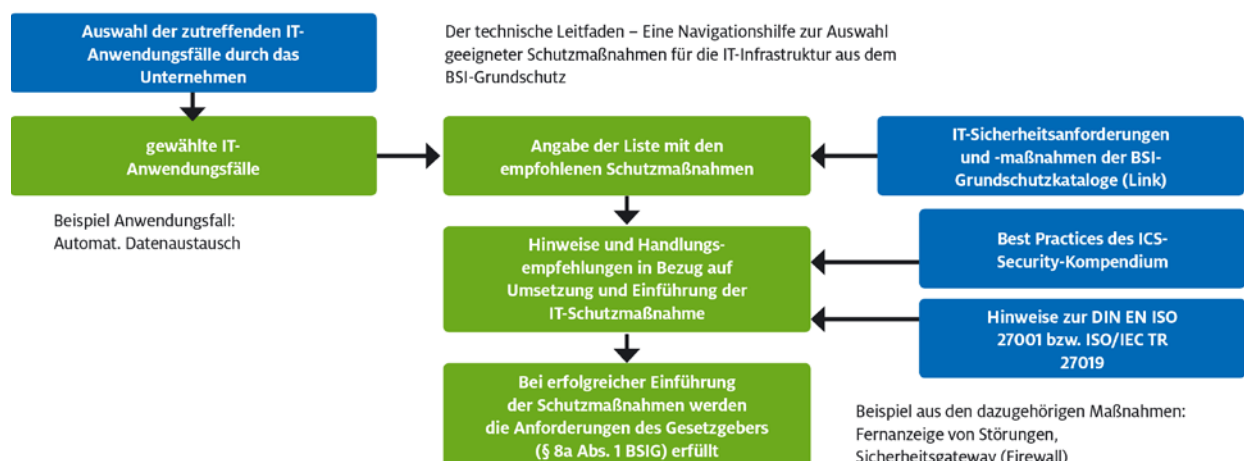 Auswahl der zutreffenden IT-
Anwendungsfälle durch das
Unternehmen
Der technische Leitfaden – Eine Navigationshilfe zur Auswahl
geeigneter Schutzmaßnahmen für die IT-Infrastruktur aus dem
BSI-Grundschutz
gewählte IT-
Anwendungsfälle
Angabe der Liste mit den
empfohlenen Schutzmaßnahmen
IT-Sicherheitsanforderungen
und -maßnahmen der BSI-
Grundschutzkataloge (Link)
Beispiel Anwendungsfall:
Automat. Datenaustausch
Hinweise und Handlungs-
empfehlungen in Bezug auf
Umsetzung und Einführung der
IT-Schutzmaßnahme
Best Practices des ICS-
Security-Kompendium
Hinweise zur DIN EN ISO
27001 bzw. ISO/IEC TR
27019
Bei erfolgreicher Einführung
der Schutzmaßnahmen werden
die Anforderungen des Gesetzgebers
(§ 8a Abs. 1 BSIG) erfüllt
Beispiel aus den dazugehörigen Maßnahmen:
Fernanzeige von Störungen,
Sicherheitsgateway (Firewall)